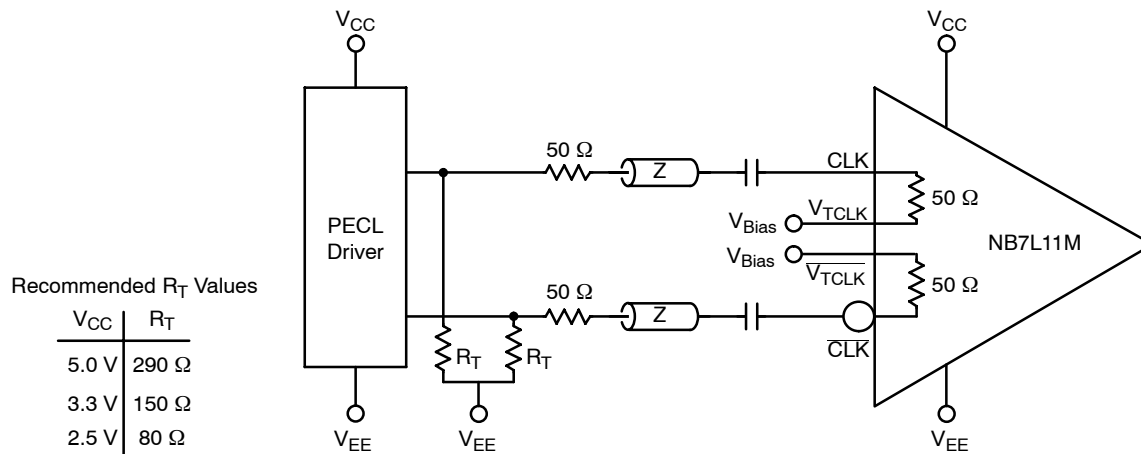 V_CC
V_CC
50 Ω
Z
CLK
50 Ω
V_TCLK
V_Bias
PECL
Driver
NB7L11M
V_Bias
V̅_T̅C̅L̅K̅
Recommended R_T Values
50 Ω
Z
50 Ω
V_CC R_T
C̅L̅K̅
R_T
R_T
5.0 V 290 Ω
3.3 V 150 Ω
2.5 V 80 Ω
V_EE
V_EE
V_EE